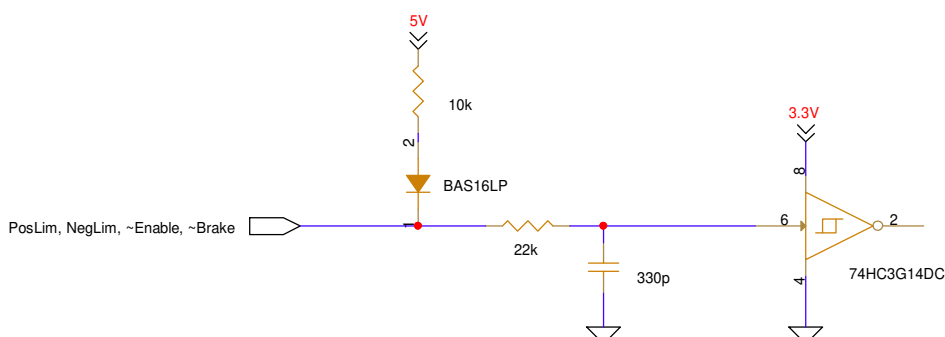 5V
10k
3.3V
2
8
BAS16LP
1
PosLim, NegLim, ~Enable, ~Brake
6
2
22k
330p
4
74HC3G14DC